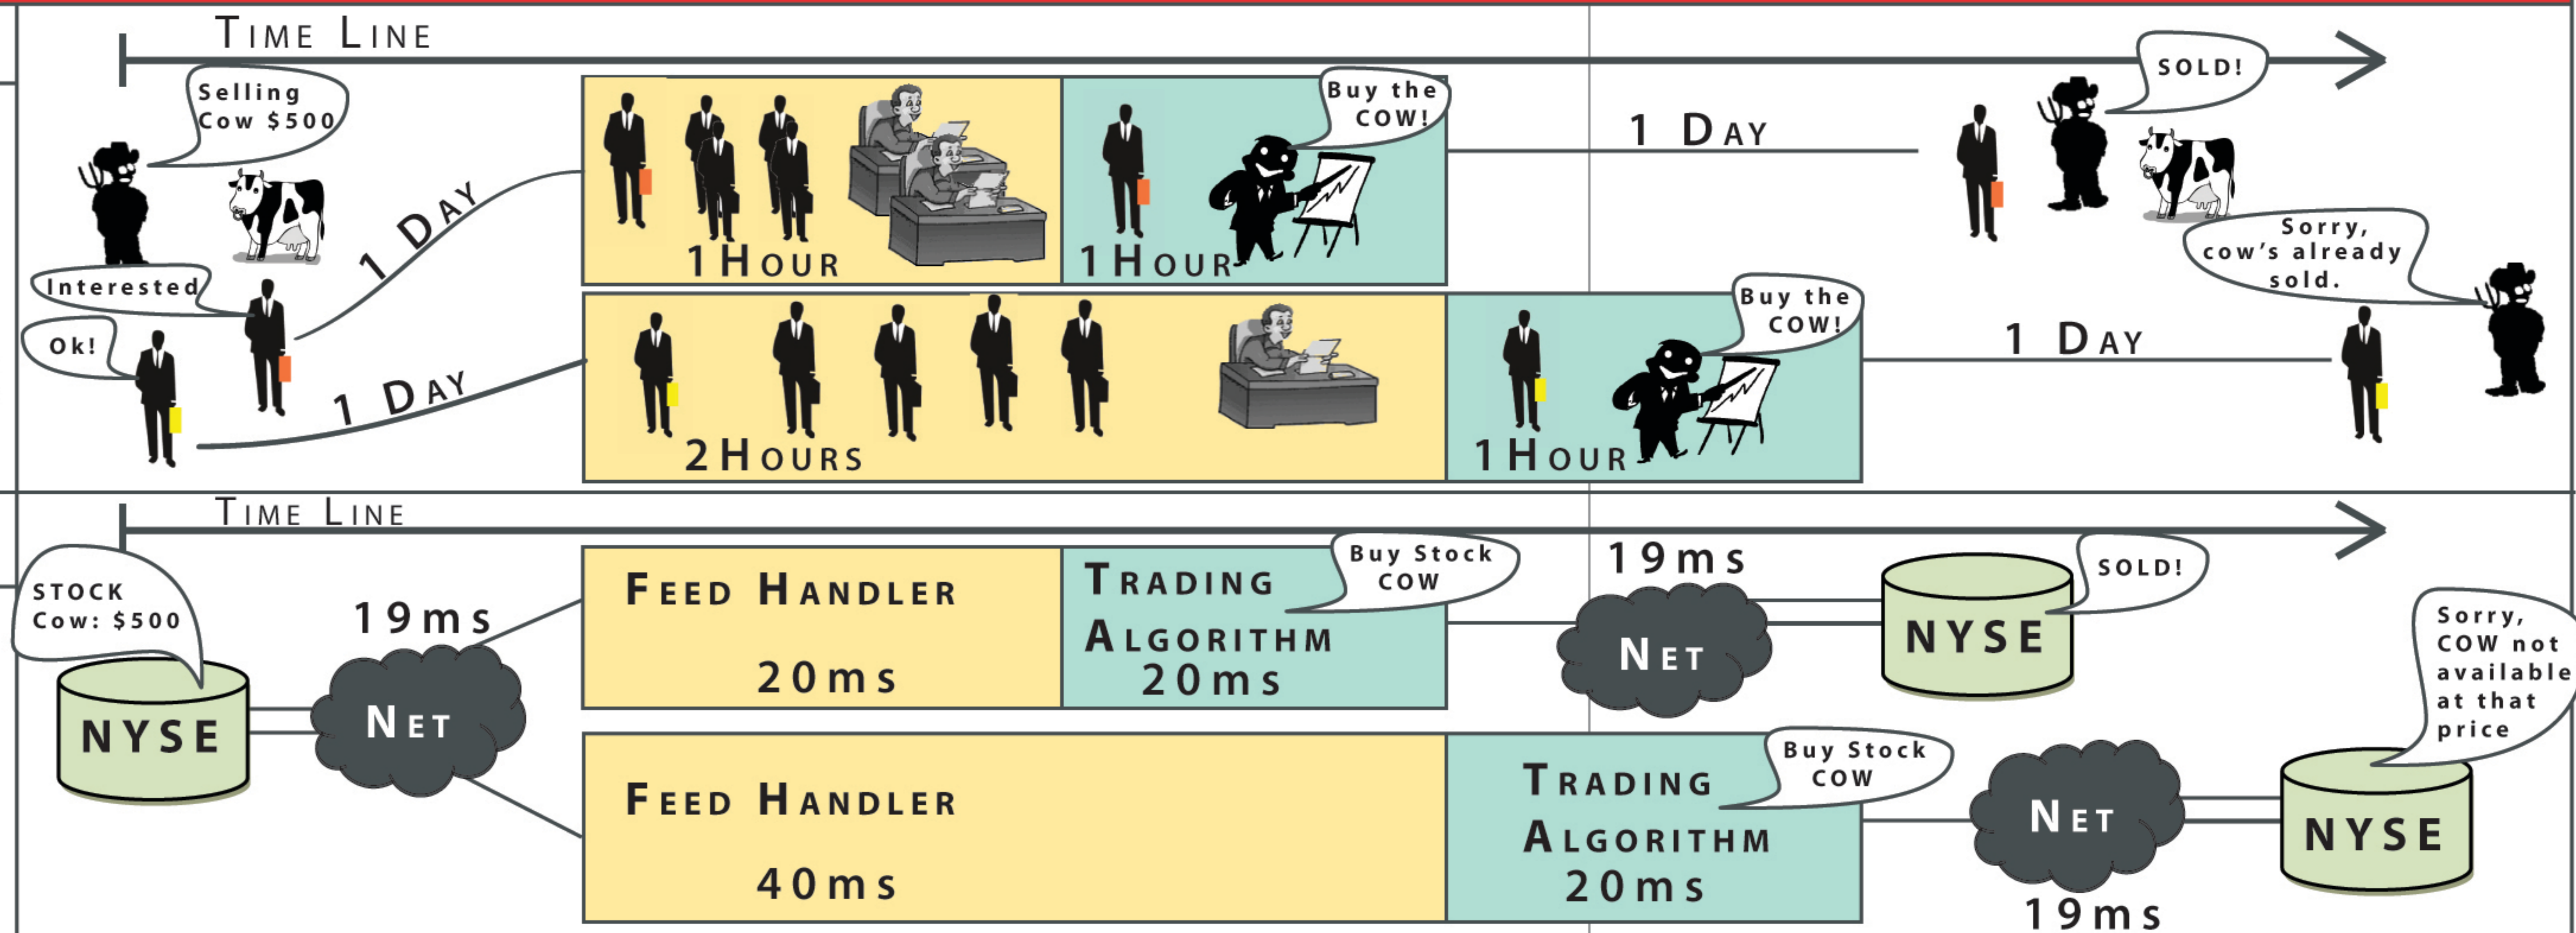 TIME LINE
Selling
Cow $500
Interested
Ok!
1 DAY
1 DAY
1 HOUR
1 HOUR
Buy the
COW!
1 DAY
SOLD!
2 HOURS
1 HOUR
Buy the
COW!
1 DAY
Sorry,
cow's already
sold.
TIME LINE
STOCK
Cow: $500
NYSE
19ms
NET
FEED HANDLER
20ms
TRADING
ALGORITHM
20ms
Buy Stock
COW
19ms
NET
NYSE
SOLD!
FEED HANDLER
40ms
TRADING
ALGORITHM
20ms
Buy Stock
COW
NET
19ms
NYSE
Sorry,
COW not
available
at that
price